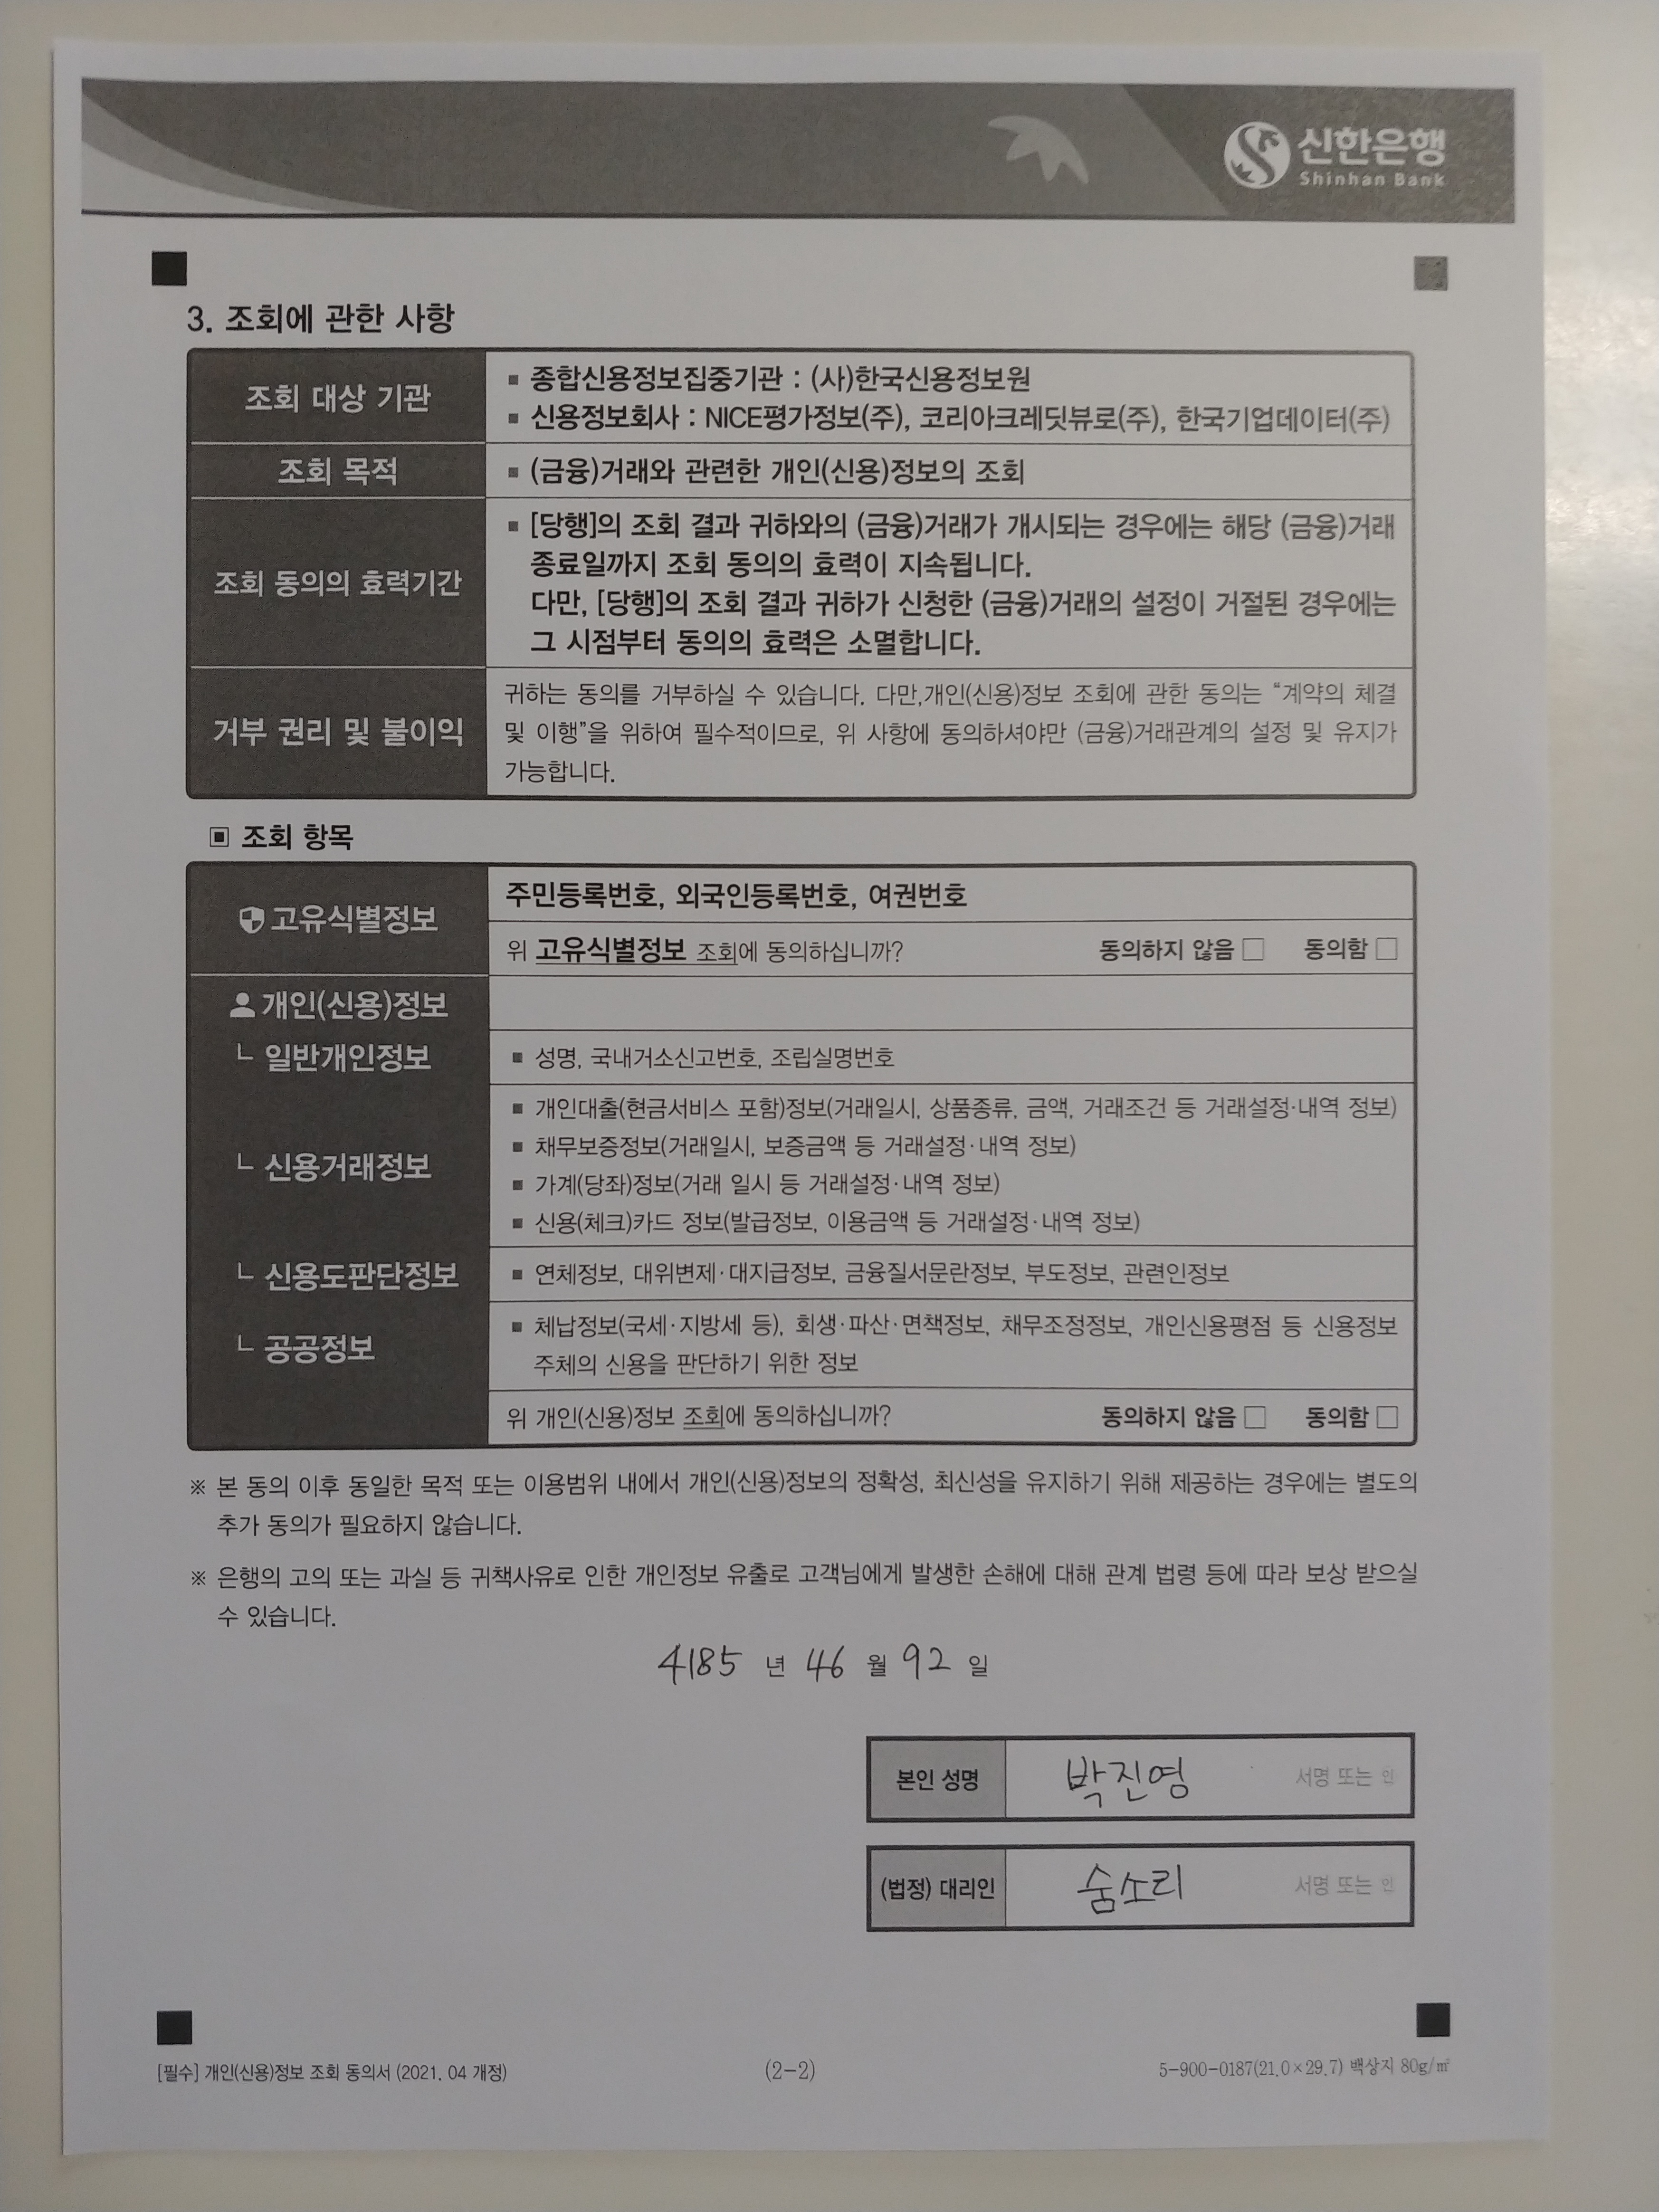 신한은행
Shinhan Bank
3. 조회에 관한 사항
조회 대상 기관
▪ 종합신용정보집중기관 : (사)한국신용정보원
▪ 신용정보회사 : NICE평가정보(주), 코리아크레딧뷰로(주), 한국기업데이터(주)
조회 목적
▪ (금융)거래와 관련한 개인(신용)정보의 조회
조회 동의의 효력기간
▪ [당행]의 조회 결과 귀하와의 (금융)거래가 개시되는 경우에는 해당 (금융)거래
종료일까지 조회 동의의 효력이 지속됩니다.
다만, [당행]의 조회 결과 귀하가 신청한 (금융)거래의 설정이 거절된 경우에는
그 시점부터 동의의 효력은 소멸합니다.
거부 권리 및 불이익
귀하는 동의를 거부하실 수 있습니다. 다만,개인(신용)정보 조회에 관한 동의는 “계약의 체결
및 이행”을 위하여 필수적이므로, 위 사항에 동의하셔야만 (금융)거래관계의 설정 및 유지가
가능합니다.
▣ 조회 항목
고유식별정보
주민등록번호, 외국인등록번호, 여권번호
위 고유식별정보 조회에 동의하십니까? 동의하지 않음 □ 동의함 □
개인(신용)정보
└ 일반개인정보
▪ 성명, 국내거소신고번호, 조립실명번호
└ 신용거래정보
▪ 개인대출(현금서비스 포함)정보(거래일시, 상품종류, 금액, 거래조건 등 거래설정·내역 정보)
▪ 채무보증정보(거래일시, 보증금액 등 거래설정·내역 정보)
▪ 가계(당좌)정보(거래 일시 등 거래설정·내역 정보)
▪ 신용(체크)카드 정보(발급정보, 이용금액 등 거래설정·내역 정보)
└ 신용도판단정보
▪ 연체정보, 대위변제·대지급정보, 금융질서문란정보, 부도정보, 관련인정보
└ 공공정보
▪ 체납정보(국세·지방세 등), 회생·파산·면책정보, 채무조정정보, 개인신용평점 등 신용정보
주체의 신용을 판단하기 위한 정보
위 개인(신용)정보 조회에 동의하십니까? 동의하지 않음 □ 동의함 □
※ 본 동의 이후 동일한 목적 또는 이용범위 내에서 개인(신용)정보의 정확성, 최신성을 유지하기 위해 제공하는 경우에는 별도의
추가 동의가 필요하지 않습니다.
※ 은행의 고의 또는 과실 등 귀책사유로 인한 개인정보 유출로 고객님에게 발생한 손해에 대해 관계 법령 등에 따라 보상 받으실
수 있습니다.
4185 년 46 월 92 일
본인 성명 박진영 서명 또는 인
(법정) 대리인 숨소리 서명 또는 인
[필수] 개인(신용)정보 조회 동의서 (2021. 04 개정) (2-2) 5-900-0187(21.0×29.7) 백상지 80g/㎡